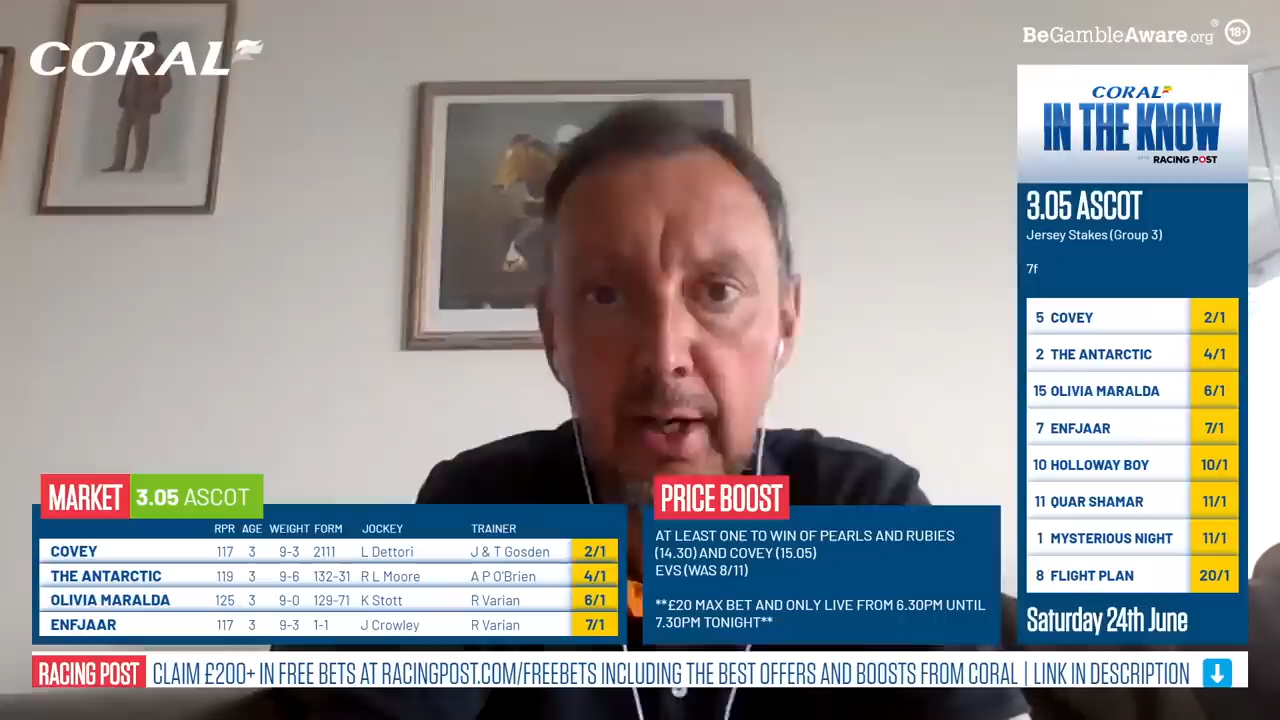 CORAL
BeGambleAware.org® 18+
CORAL
IN THE KNOW
RACING POST
3.05 ASCOT
Jersey Stakes (Group 3)
7f
5 COVEY 2/1
2 THE ANTARCTIC 4/1
15 OLIVIA MARALDA 6/1
7 ENFJAAR 7/1
10 HOLLOWAY BOY 10/1
11 QUAR SHAMAR 11/1
1 MYSTERIOUS NIGHT 11/1
8 FLIGHT PLAN 20/1
Saturday 24th June
MARKET 3.05 ASCOT
RPR AGE WEIGHT FORM JOCKEY TRAINER
COVEY 117 3 9-3 2111 L Dettori J & T Gosden 2/1
THE ANTARCTIC 119 3 9-6 132-31 R L Moore A P O'Brien 4/1
OLIVIA MARALDA 125 3 9-0 129-71 K Stott R Varian 6/1
ENFJAAR 117 3 9-3 1-1 J Crowley R Varian 7/1
PRICE BOOST
AT LEAST ONE TO WIN OF PEARLS AND RUBIES
(14.30) AND COVEY (15.05)
EVS (WAS 8/11)
**£20 MAX BET AND ONLY LIVE FROM 6.30PM UNTIL
7.30PM TONIGHT**
RACING POST CLAIM £200+ IN FREE BETS AT RACINGPOST.COM/FREEBETS INCLUDING THE BEST OFFERS AND BOOSTS FROM CORAL | LINK IN DESCRIPTION